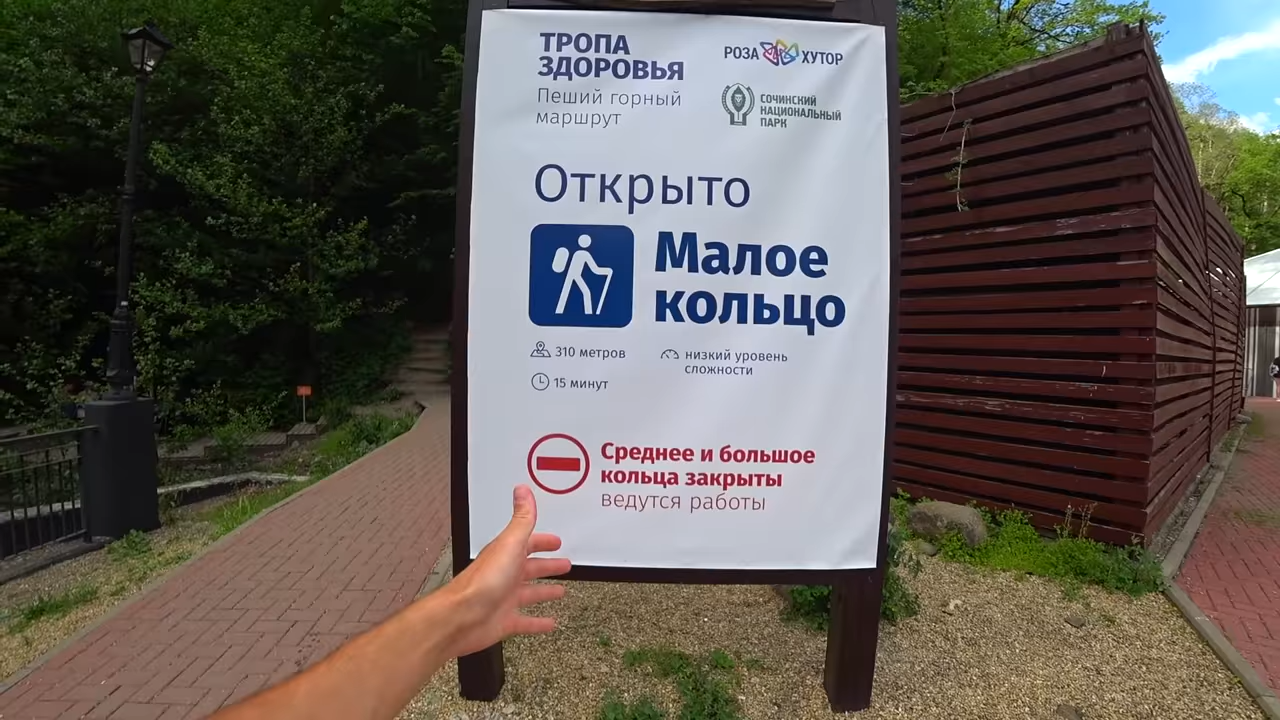 ТРОПА
ЗДОРОВЬЯ
Пеший горный
маршрут
РОЗА ХУТОР
СОЧИНСКИЙ
НАЦИОНАЛЬНЫЙ
ПАРК
Открыто
Малое
кольцо
310 метров
низкий уровень
сложности
15 минут
Среднее и большое
кольца закрыты
ведутся работы